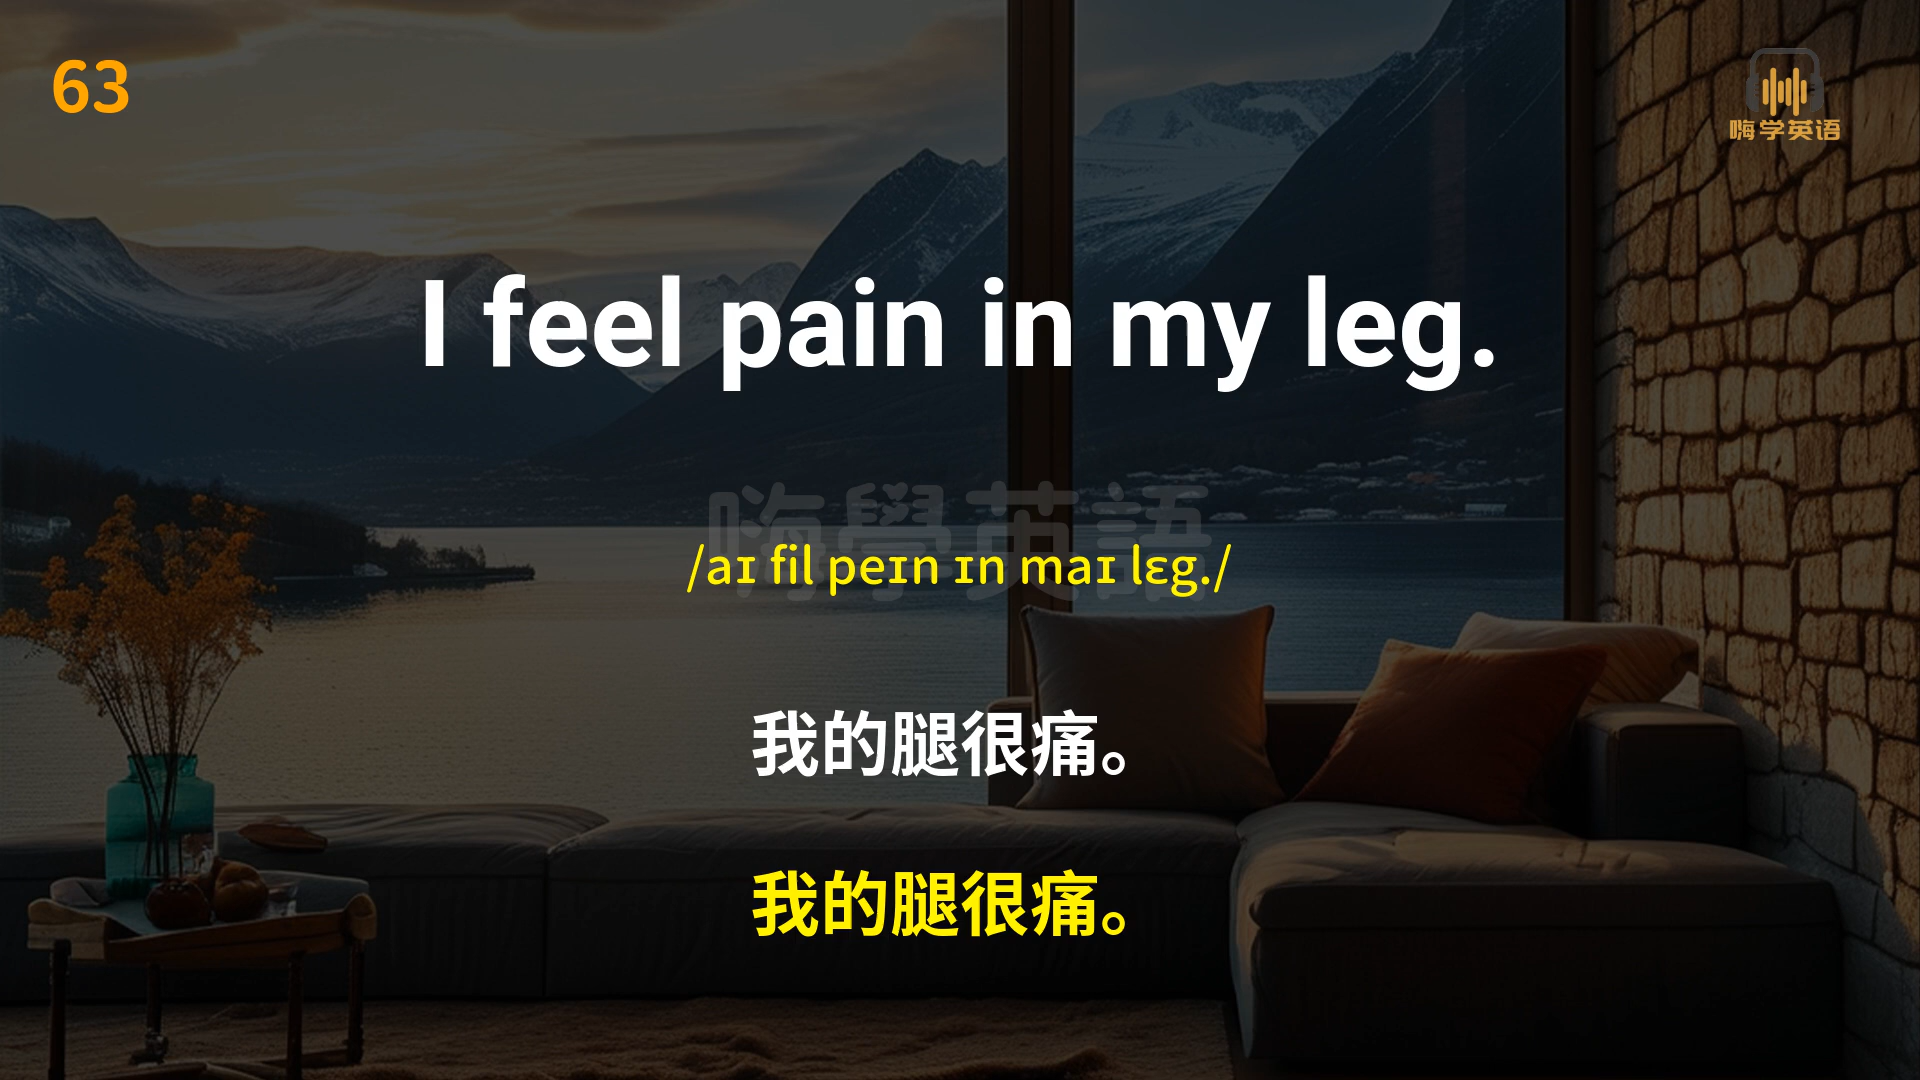 63
嗨学英语
I feel pain in my leg.
嗨學英語
/aɪ fil peɪn ɪn maɪ lɛg./
我的腿很痛。
我的腿很痛。